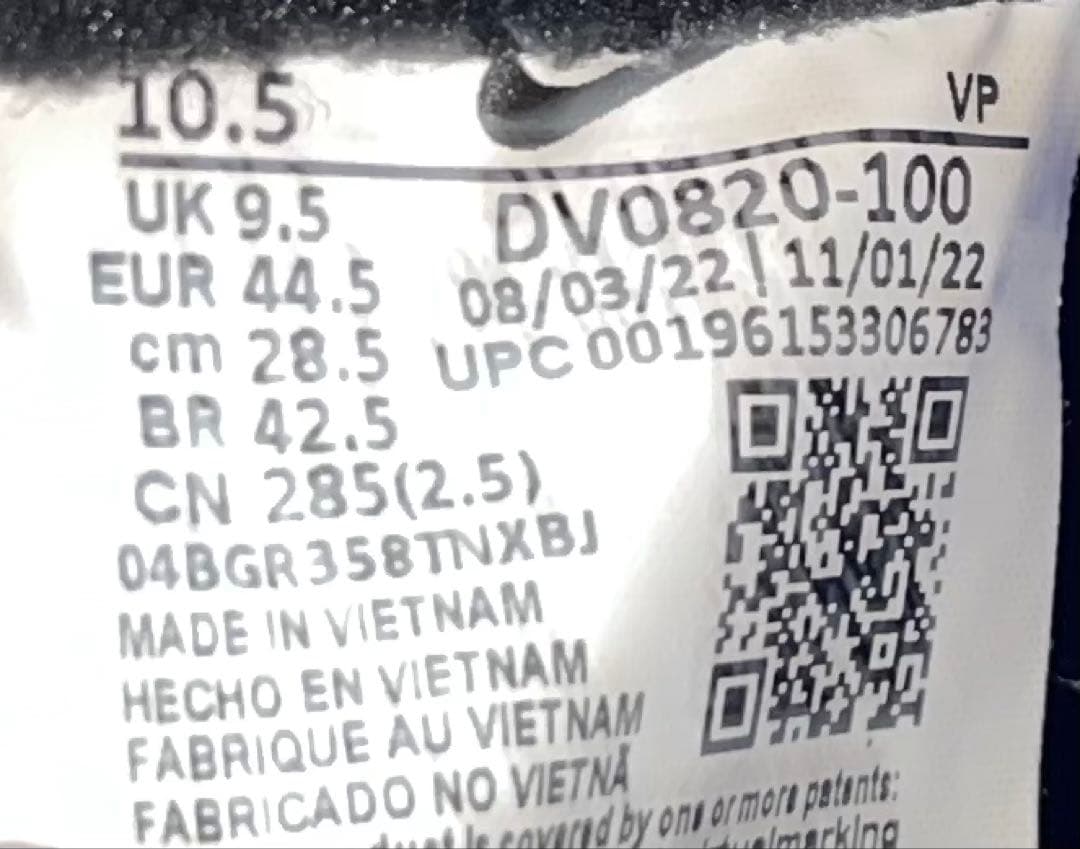 10.5 VP
UK 9.5 DV0820-100
EUR 44.5 08/03/22 | 11/01/22
cm 28.5 UPC 00196153306783
BR 42.5
CN 285(2.5)
04BGR358TNXBJ
MADE IN VIETNAM
HECHO EN VIETNAM
FABRIQUE AU VIETNAM
FABRICADO NO VIETNÃ
is covered by one or more patents: